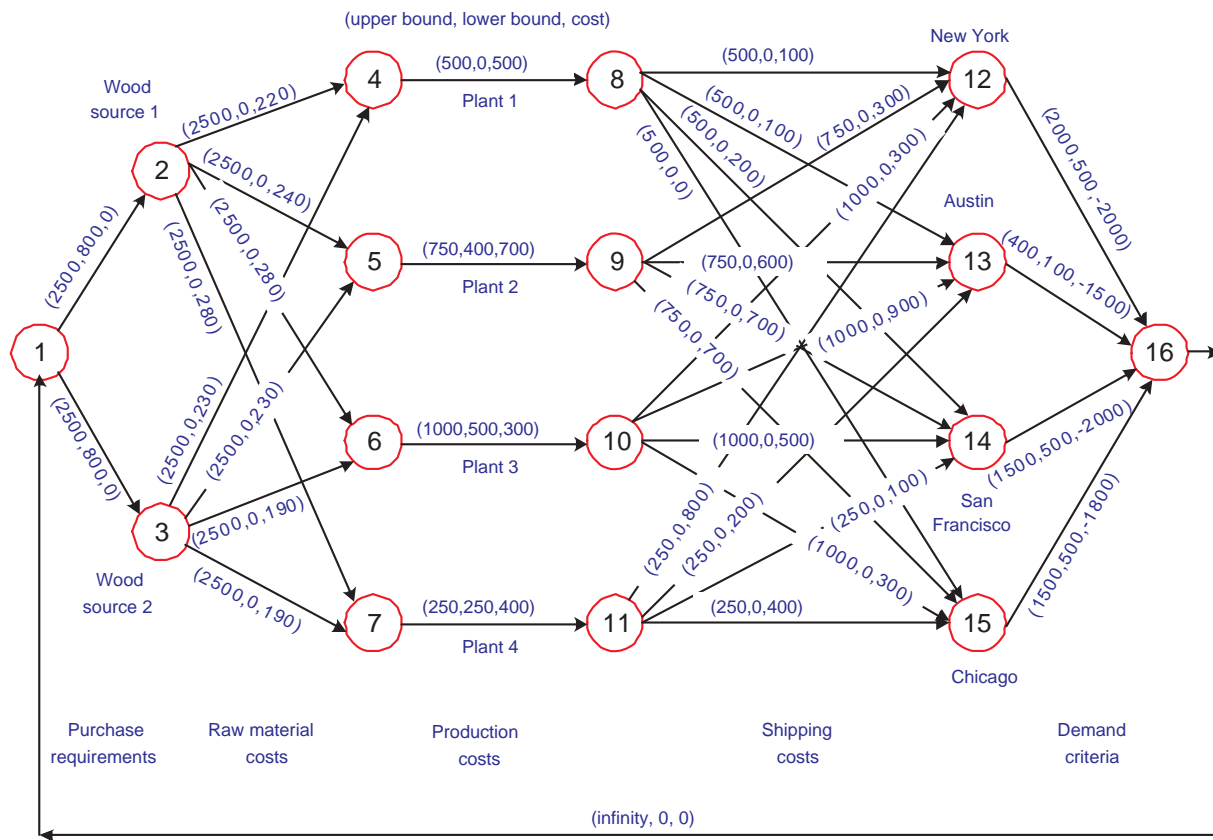 (upper bound, lower bound, cost)
New York
4
(500,0,500)
8
(500,0,100)
12
Wood
source 1
Plant 1
(2500,0,220)
(500,0,100)
(750,0,300)
(500,0,200)
(500,0,0)
(1000,0,300)
(2000,500,-2000)
2
(2500,0,240)
(2500,0,280)
(2500,0,280)
Austin
(2500,800,0)
5
(750,400,700)
9
(750,0,600)
13
Plant 2
(750,0,700)
(750,0,700)
(1000,0,900)
(400,100,-1500)
1
16
(2500,800,0)
(2500,0,230)
(2500,0,230)
6
(1000,500,300)
10
(1000,0,500)
14
Plant 3
(1500,500,-2000)
San
Francisco
3
(2500,0,190)
(250,0,800)
(250,0,200)
(250,0,100)
(1000,0,300)
(1500,500,-1800)
Wood
source 2
(2500,0,190)
7
(250,250,400)
11
(250,0,400)
15
Plant 4
Chicago
Purchase
requirements
Raw material
costs
Production
costs
Shipping
costs
Demand
criteria
(infinity, 0, 0)